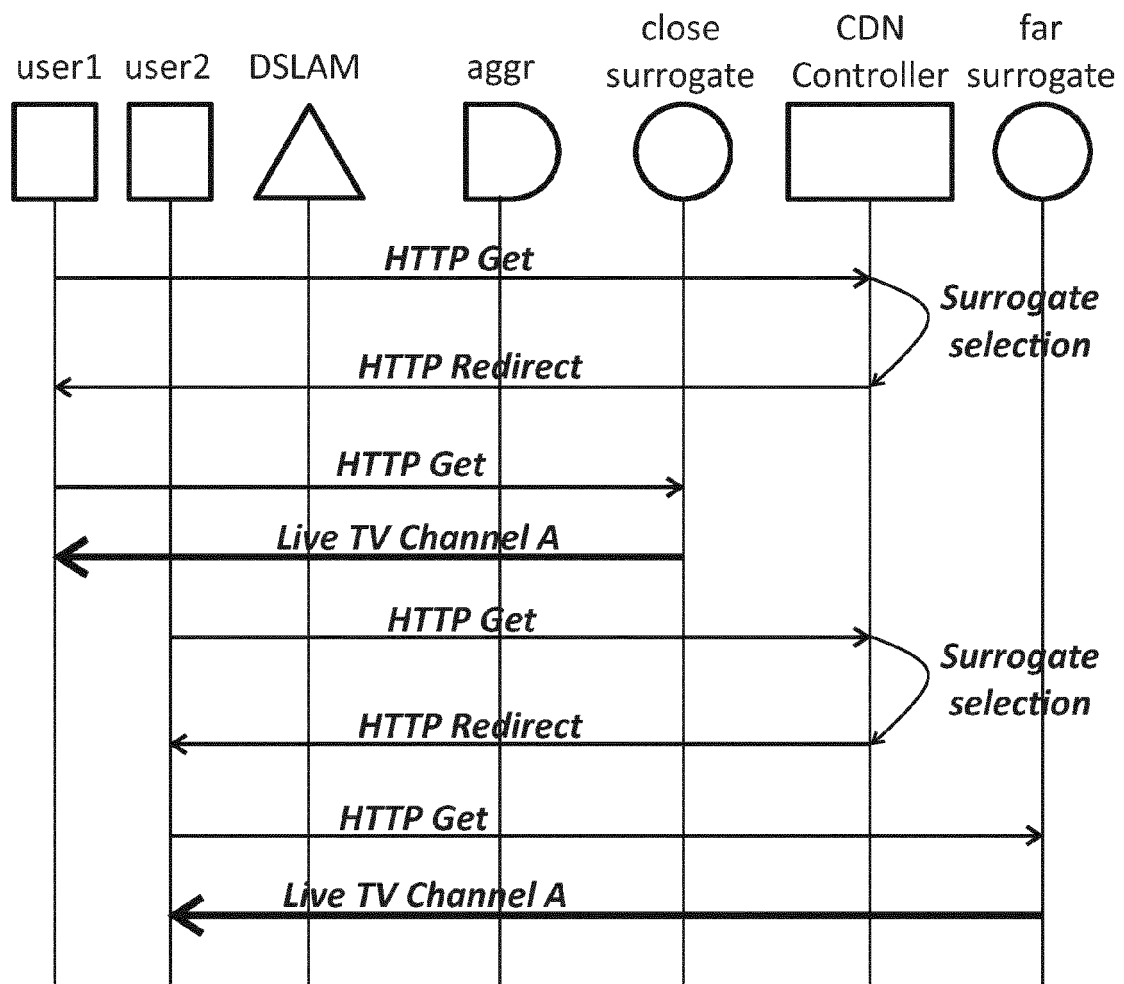 user1 user2 DSLAM aggr close surrogate CDN Controller far surrogate
HTTP Get
Surrogate
selection
HTTP Redirect
HTTP Get
Live TV Channel A
HTTP Get
Surrogate
selection
HTTP Redirect
HTTP Get
Live TV Channel A